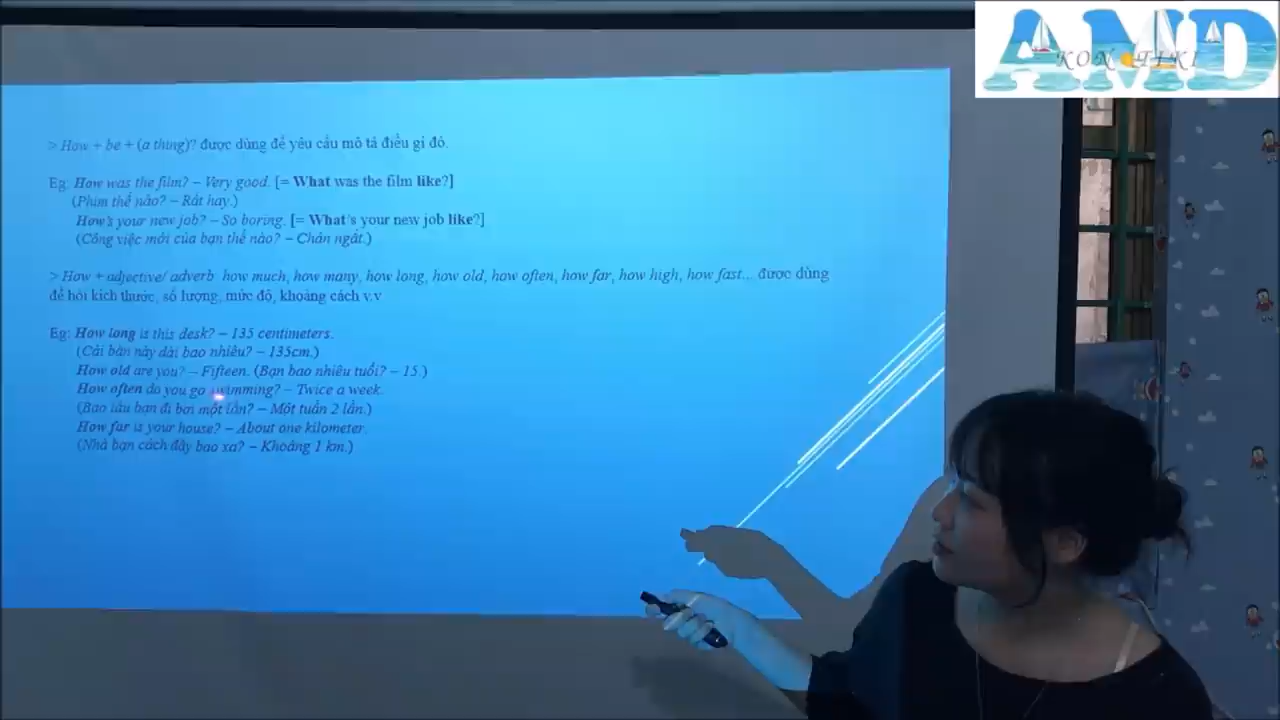 AMD
KON TIKI
> How + be + (a thing)? được dùng để yêu cầu mô tả điều gì đó.
Eg: How was the film? – Very good. [= What was the film like?]
(Phim thế nào? – Rất hay.)
How's your new job? – So boring. [= What's your new job like?]
(Công việc mới của bạn thế nào? – Chán ngắt.)
> How + adjective/ adverb how much, how many, how long, how old, how often, how far, how high, how fast... được dùng
để hỏi kích thước, số lượng, mức độ, khoảng cách v.v
Eg: How long is this desk? – 135 centimeters.
(Cái bàn này dài bao nhiêu? – 135cm.)
How old are you? – Fifteen. (Bạn bao nhiêu tuổi? – 15.)
How often do you go swimming? – Twice a week.
(Bao lâu bạn đi bơi một lần? – Một tuần 2 lần.)
How far is your house? – About one kilometer.
(Nhà bạn cách đây bao xa? – Khoảng 1 km.)